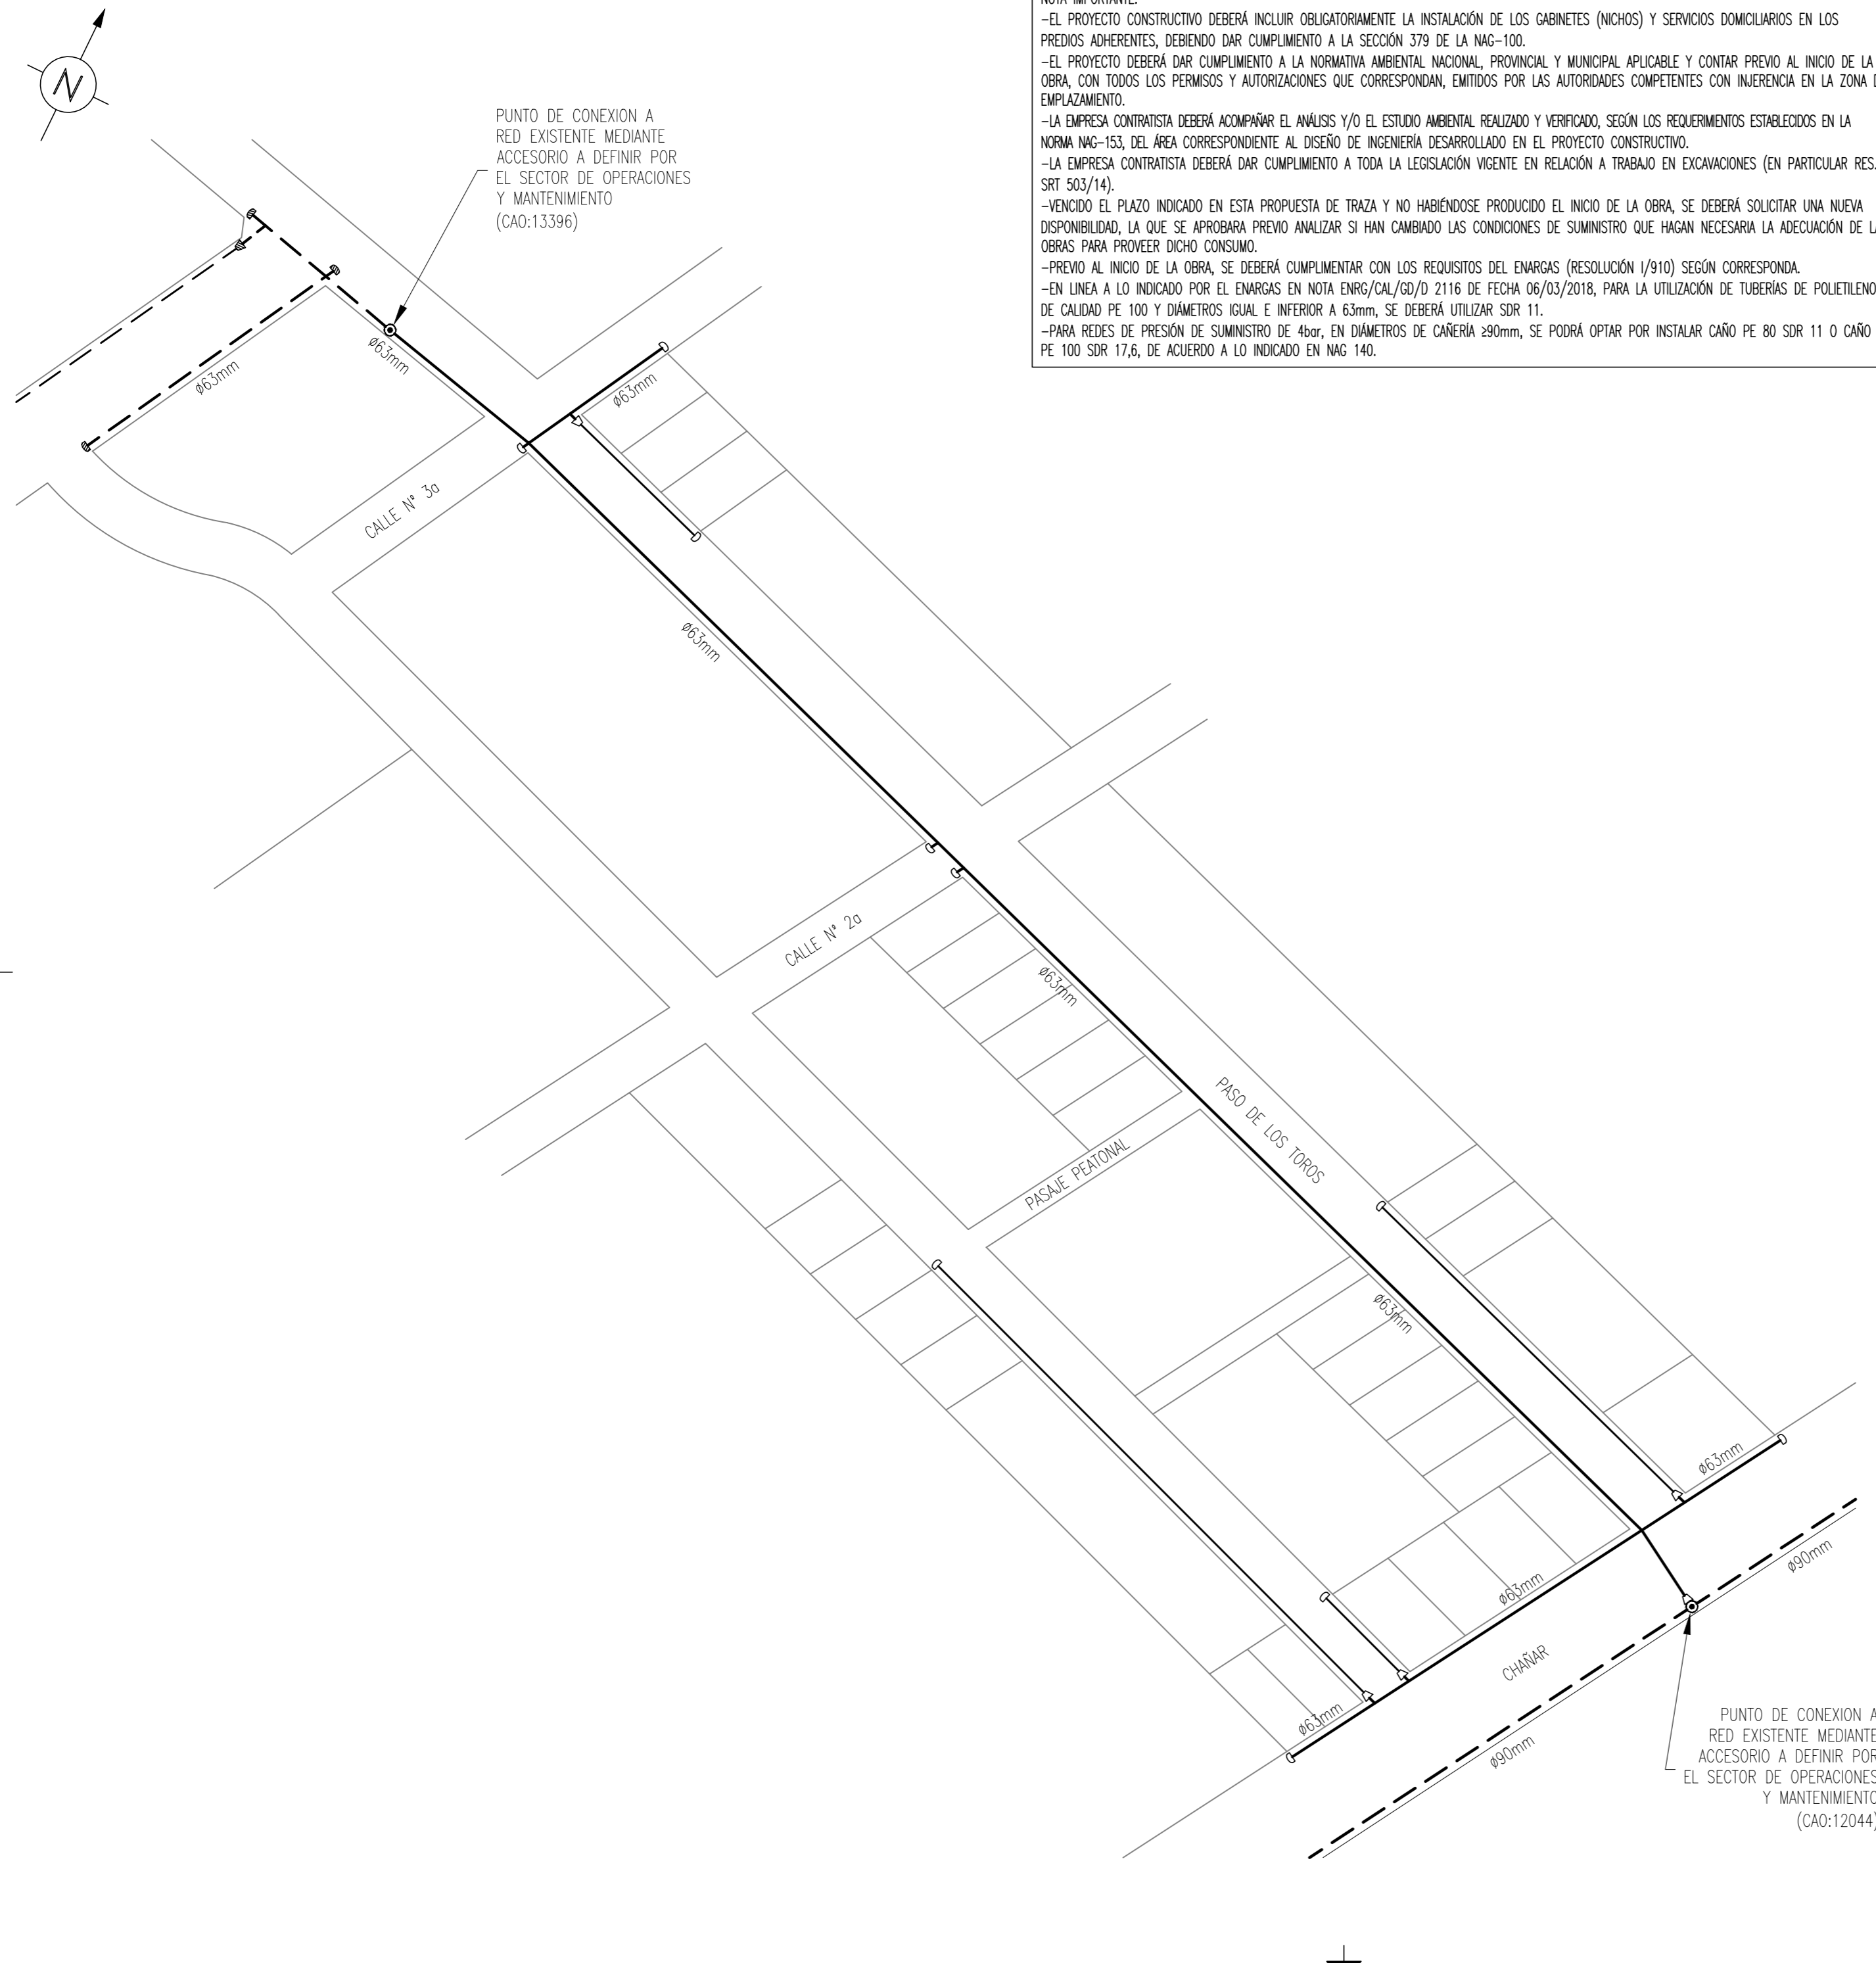 NOTA IMPORTANTE:
-EL PROYECTO CONSTRUCTIVO DEBERÁ INCLUIR OBLIGATORIAMENTE LA INSTALACIÓN DE LOS GABINETES (NICHOS) Y SERVICIOS DOMICILIARIOS EN LOS
PREDIOS ADHERENTES, DEBIENDO DAR CUMPLIMIENTO A LA SECCIÓN 379 DE LA NAG-100.
-EL PROYECTO DEBERÁ DAR CUMPLIMIENTO A LA NORMATIVA AMBIENTAL NACIONAL, PROVINCIAL Y MUNICIPAL APLICABLE Y CONTAR PREVIO AL INICIO DE LA
OBRA, CON TODOS LOS PERMISOS Y AUTORIZACIONES QUE CORRESPONDAN, EMITIDOS POR LAS AUTORIDADES COMPETENTES CON INJERENCIA EN LA ZONA
EMPLAZAMIENTO.
-LA EMPRESA CONTRATISTA DEBERÁ ACOMPAÑAR EL ANÁLISIS Y/O EL ESTUDIO AMBIENTAL REALIZADO Y VERIFICADO, SEGÚN LOS REQUERIMIENTOS ESTABLECIDOS EN LA
NORMA NAG-153, DEL ÁREA CORRESPONDIENTE AL DISEÑO DE INGENIERÍA DESARROLLADO EN EL PROYECTO CONSTRUCTIVO.
-LA EMPRESA CONTRATISTA DEBERÁ DAR CUMPLIMIENTO A TODA LA LEGISLACIÓN VIGENTE EN RELACIÓN A TRABAJO EN EXCAVACIONES (EN PARTICULAR RES.
SRT 503/14).
-VENCIDO EL PLAZO INDICADO EN ESTA PROPUESTA DE TRAZA Y NO HABIÉNDOSE PRODUCIDO EL INICIO DE LA OBRA, SE DEBERÁ SOLICITAR UNA NUEVA
DISPONIBILIDAD, LA QUE SE APROBARA PREVIO ANALIZAR SI HAN CAMBIADO LAS CONDICIONES DE SUMINISTRO QUE HAGAN NECESARIA LA ADECUACIÓN DE
OBRAS PARA PROVEER DICHO CONSUMO.
-PREVIO AL INICIO DE LA OBRA, SE DEBERÁ CUMPLIMENTAR CON LOS REQUISITOS DEL ENARGAS (RESOLUCIÓN I/910) SEGÚN CORRESPONDA.
-EN LINEA A LO INDICADO POR EL ENARGAS EN NOTA ENRG/CAL/GD/D 2116 DE FECHA 06/03/2018, PARA LA UTILIZACIÓN DE TUBERÍAS DE POLIETILENO
DE CALIDAD PE 100 Y DIÁMETROS IGUAL E INFERIOR A 63mm, SE DEBERÁ UTILIZAR SDR 11.
-PARA REDES DE PRESIÓN DE SUMINISTRO DE 4bar, EN DIÁMETROS DE CAÑERÍA ≥90mm, SE PODRÁ OPTAR POR INSTALAR CAÑO PE 80 SDR 11 O CAÑO
PE 100 SDR 17,6, DE ACUERDO A LO INDICADO EN NAG 140.
N
PUNTO DE CONEXION A
RED EXISTENTE MEDIANTE
ACCESORIO A DEFINIR POR
EL SECTOR DE OPERACIONES
Y MANTENIMIENTO
(CAO:13396)
ø63mm
ø63mm
ø63mm
CALLE N° 3a
ø63mm
CALLE N° 2a
ø63mm
PASO DE LOS TOROS
PASAJE PEATONAL
ø63mm
ø63mm
ø63mm
ø90mm
CHAÑAR
ø63mm
ø90mm
PUNTO DE CONEXION A
RED EXISTENTE MEDIANTE
ACCESORIO A DEFINIR POR
EL SECTOR DE OPERACIONES
Y MANTENIMIENTO
(CAO:12044)